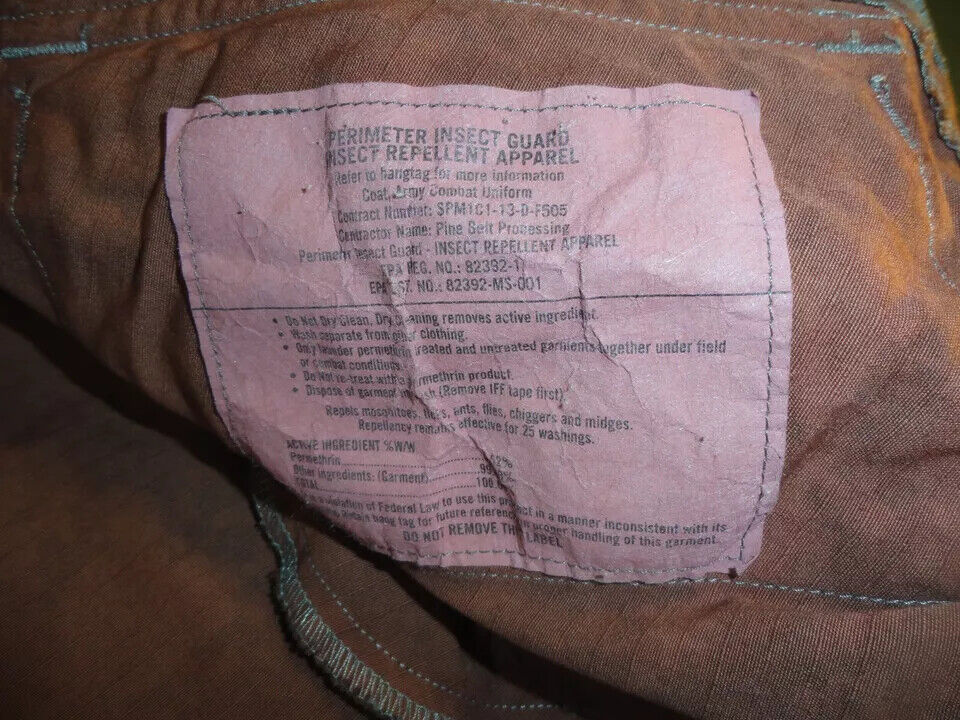 PERIMETER INSECT GUARD
INSECT REPELLENT APPAREL
Refer to hangtag for more information
Coat, Army Combat Uniform
Contract Number: SPM1C1-13-D-F505
Contractor Name: Pine Belt Processing
Perimeter Insect Guard - INSECT REPELLENT APPAREL
EPA REG. NO.: 82392-1
EPA EST. NO.: 82392-MS-001
• Do Not Dry Clean, Dry Cleaning removes active ingredient.
• Wash separate from other clothing.
• Only launder permethrin treated and untreated garments together under field
or combat conditions.
• Do Not re-treat with a permethrin product.
• Dispose of garment in trash (Remove IFF tape first)
Repels mosquitoes, ticks, ants, flies, chiggers and midges.
Repellency remains effective for 25 washings.
ACTIVE INGREDIENT %W/W
Permethrin
Other ingredients: (Garment)
TOTAL 100
violation of Federal Law to use this product in a manner inconsistent with its
hang tag for future reference proper handling of this garment.
DO NOT REMOVE THE LABEL